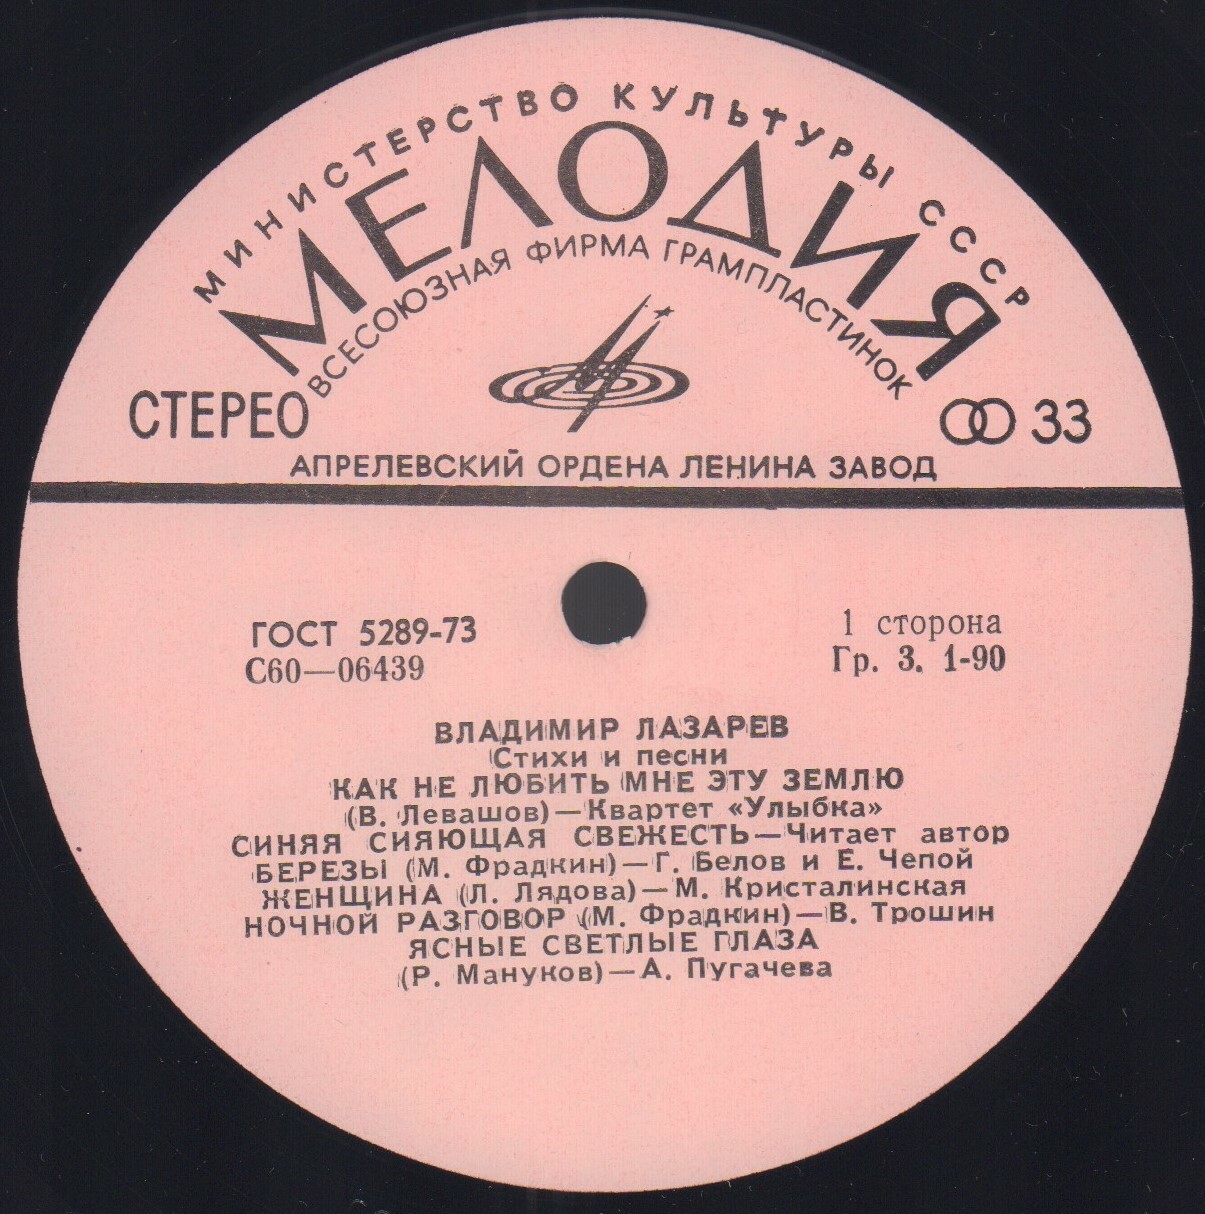 МИНИСТЕРСТВО КУЛЬТУРЫ СССР
МЕЛОДИЯ
ВСЕСОЮЗНАЯ ФИРМА ГРАМПЛАСТИНОК
СТЕРЕО
33
АПРЕЛЕВСКИЙ ОРДЕНА ЛЕНИНА ЗАВОД
ГОСТ 5289-73
С60—06439
1 сторона
Гр. 3. 1-90
ВЛАДИМИР ЛАЗАРЕВ
Стихи и песни
КАК НЕ ЛЮБИТЬ МНЕ ЭТУ ЗЕМЛЮ
(В. Левашов)—Квартет «Улыбка»
СИНЯЯ СИЯЮЩАЯ СВЕЖЕСТЬ—Читает автор
БЕРЕЗЫ (М. Фрадкин)—Г. Белов и Е. Чепой
ЖЕНЩИНА (Л. Лядова)—М. Кристалинская
НОЧНОЙ РАЗГОВОР (М. Фрадкин)—В. Трошин
ЯСНЫЕ СВЕТЛЫЕ ГЛАЗА
(Р. Мануков)—А. Пугачева